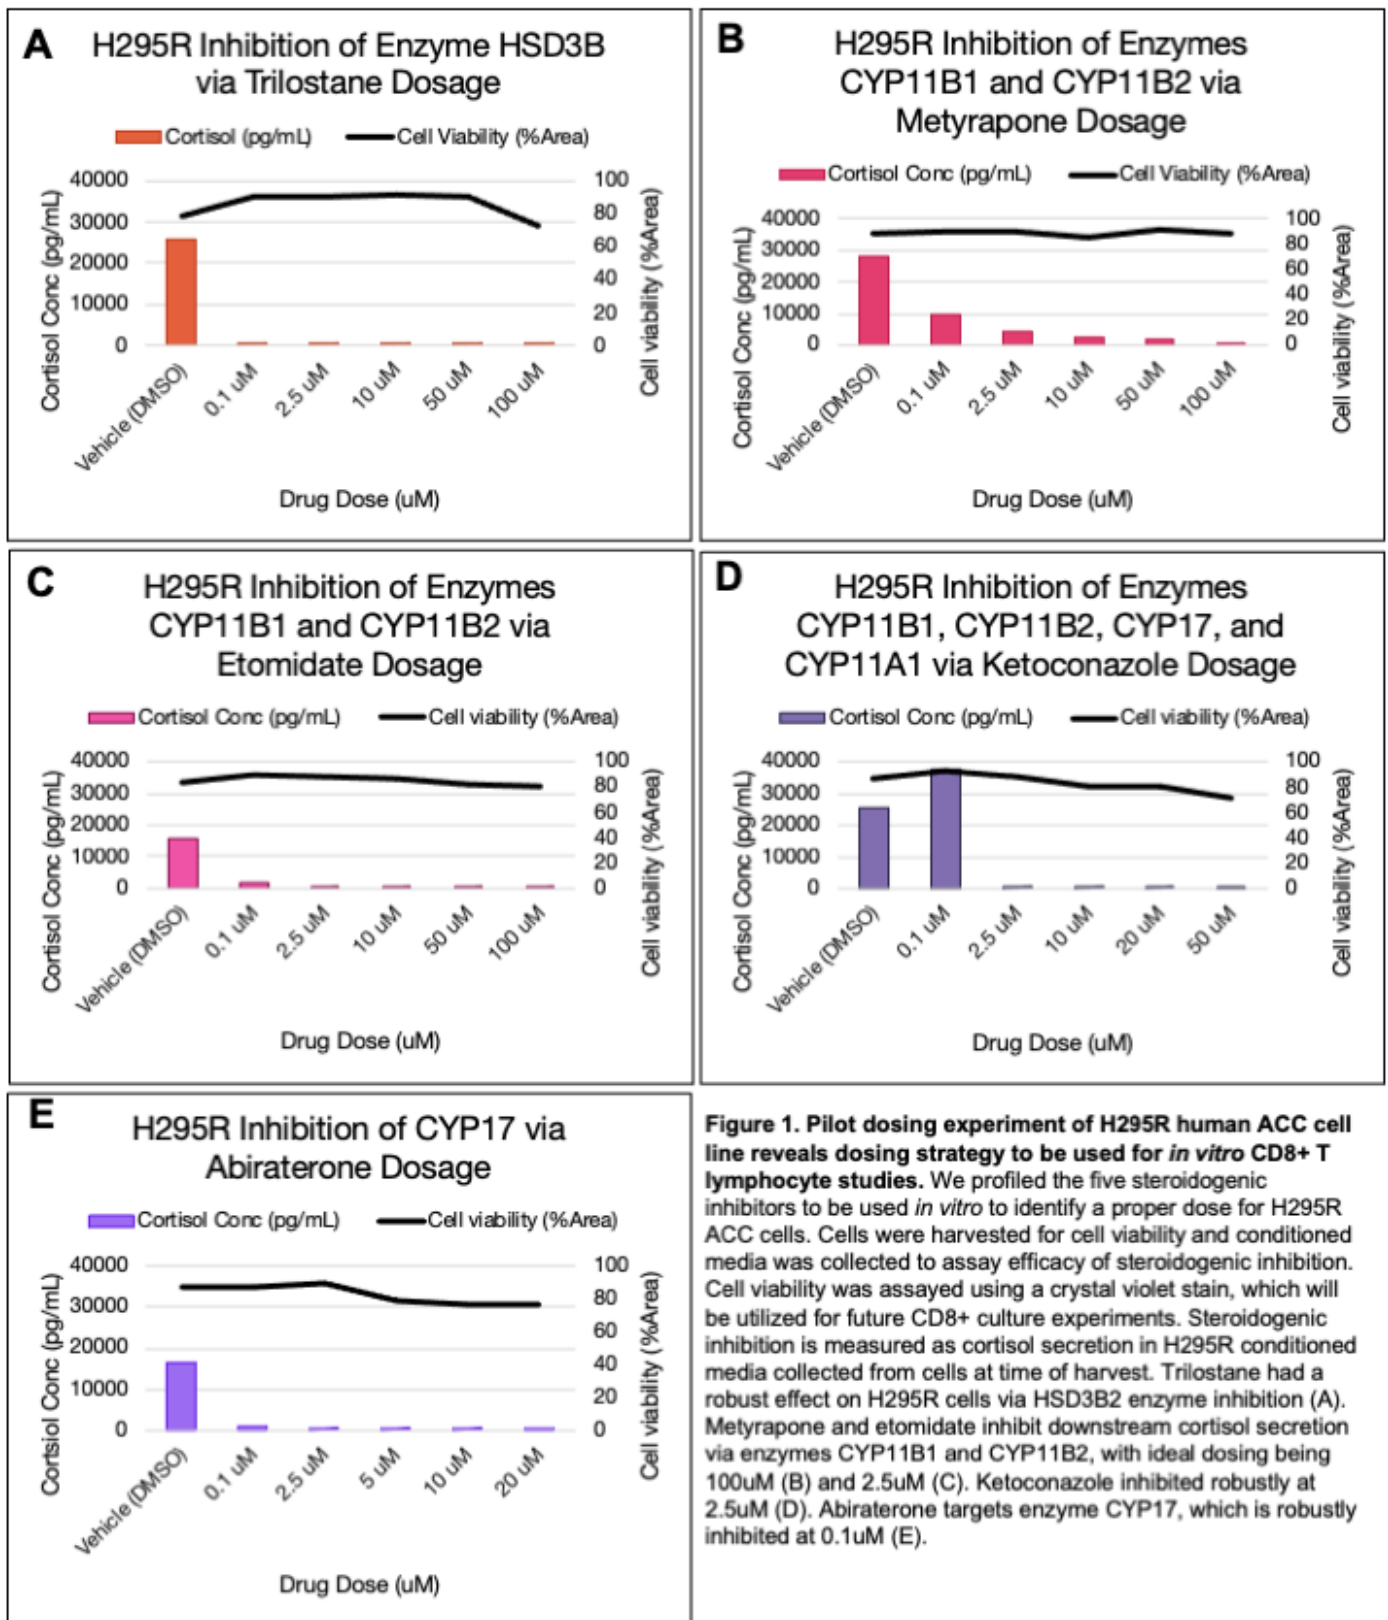 A
H295R Inhibition of Enzyme HSD3B
via Trilostane Dosage
Cortisol (pg/mL)
Cell Viability (%Area)
Cortisol Conc (pg/mL)
40000
30000
20000
10000
0
100
80
60
40
20
0
Cell viability (%Area)
Vehicle (DMSO)
0.1 uM
2.5 uM
10 uM
50 uM
100 uM
Drug Dose (uM)
B
H295R Inhibition of Enzymes
CYP11B1 and CYP11B2 via
Metyrapone Dosage
Cortisol Conc (pg/mL)
Cell Viability (%Area)
Cortisol Conc (pg/mL)
40000
30000
20000
10000
0
100
80
60
40
20
0
Cell viability (%Area)
Vehicle (DMSO)
0.1 uM
2.5 uM
10 uM
50 uM
100 uM
Drug Dose (uM)
C
H295R Inhibition of Enzymes
CYP11B1 and CYP11B2 via
Etomidate Dosage
Cortisol Conc (pg/mL)
Cell viability (%Area)
Cortisol Conc (pg/mL)
40000
30000
20000
10000
0
100
80
60
40
20
0
Cell viability (%Area)
Vehicle (DMSO)
0.1 uM
2.5 uM
10 uM
50 uM
100 uM
Drug Dose (uM)
D
H295R Inhibition of Enzymes
CYP11B1, CYP11B2, CYP17, and
CYP11A1 via Ketoconazole Dosage
Cortisol Conc (pg/mL)
Cell viability (%Area)
Cortisol Conc (pg/mL)
40000
30000
20000
10000
0
100
80
60
40
20
0
Cell viability (%Area)
Vehicle (DMSO)
0.1 uM
2.5 uM
10 uM
20 uM
50 uM
Drug Dose (uM)
E
H295R Inhibition of CYP17 via
Abiraterone Dosage
Cortisol Conc (pg/mL)
Cell viability (%Area)
Cortsiol Conc (pg/mL)
40000
30000
20000
10000
0
100
80
60
40
20
0
Cell viability (%Area)
Vehicle (DMSO)
0.1 uM
2.5 uM
5 uM
10 uM
20 uM
Drug Dose (uM)
Figure 1. Pilot dosing experiment of H295R human ACC cell
line reveals dosing strategy to be used for in vitro CD8+ T
lymphocyte studies. We profiled the five steroidogenic
inhibitors to be used in vitro to identify a proper dose for H295R
ACC cells. Cells were harvested for cell viability and conditioned
media was collected to assay efficacy of steroidogenic inhibition.
Cell viability was assayed using a crystal violet stain, which will
be utilized for future CD8+ culture experiments. Steroidogenic
inhibition is measured as cortisol secretion in H295R conditioned
media collected from cells at time of harvest. Trilostane had a
robust effect on H295R cells via HSD3B2 enzyme inhibition (A).
Metyrapone and etomidate inhibit downstream cortisol secretion
via enzymes CYP11B1 and CYP11B2, with ideal dosing being
100uM (B) and 2.5uM (C). Ketoconazole inhibited robustly at
2.5uM (D). Abiraterone targets enzyme CYP17, which is robustly
inhibited at 0.1uM (E).